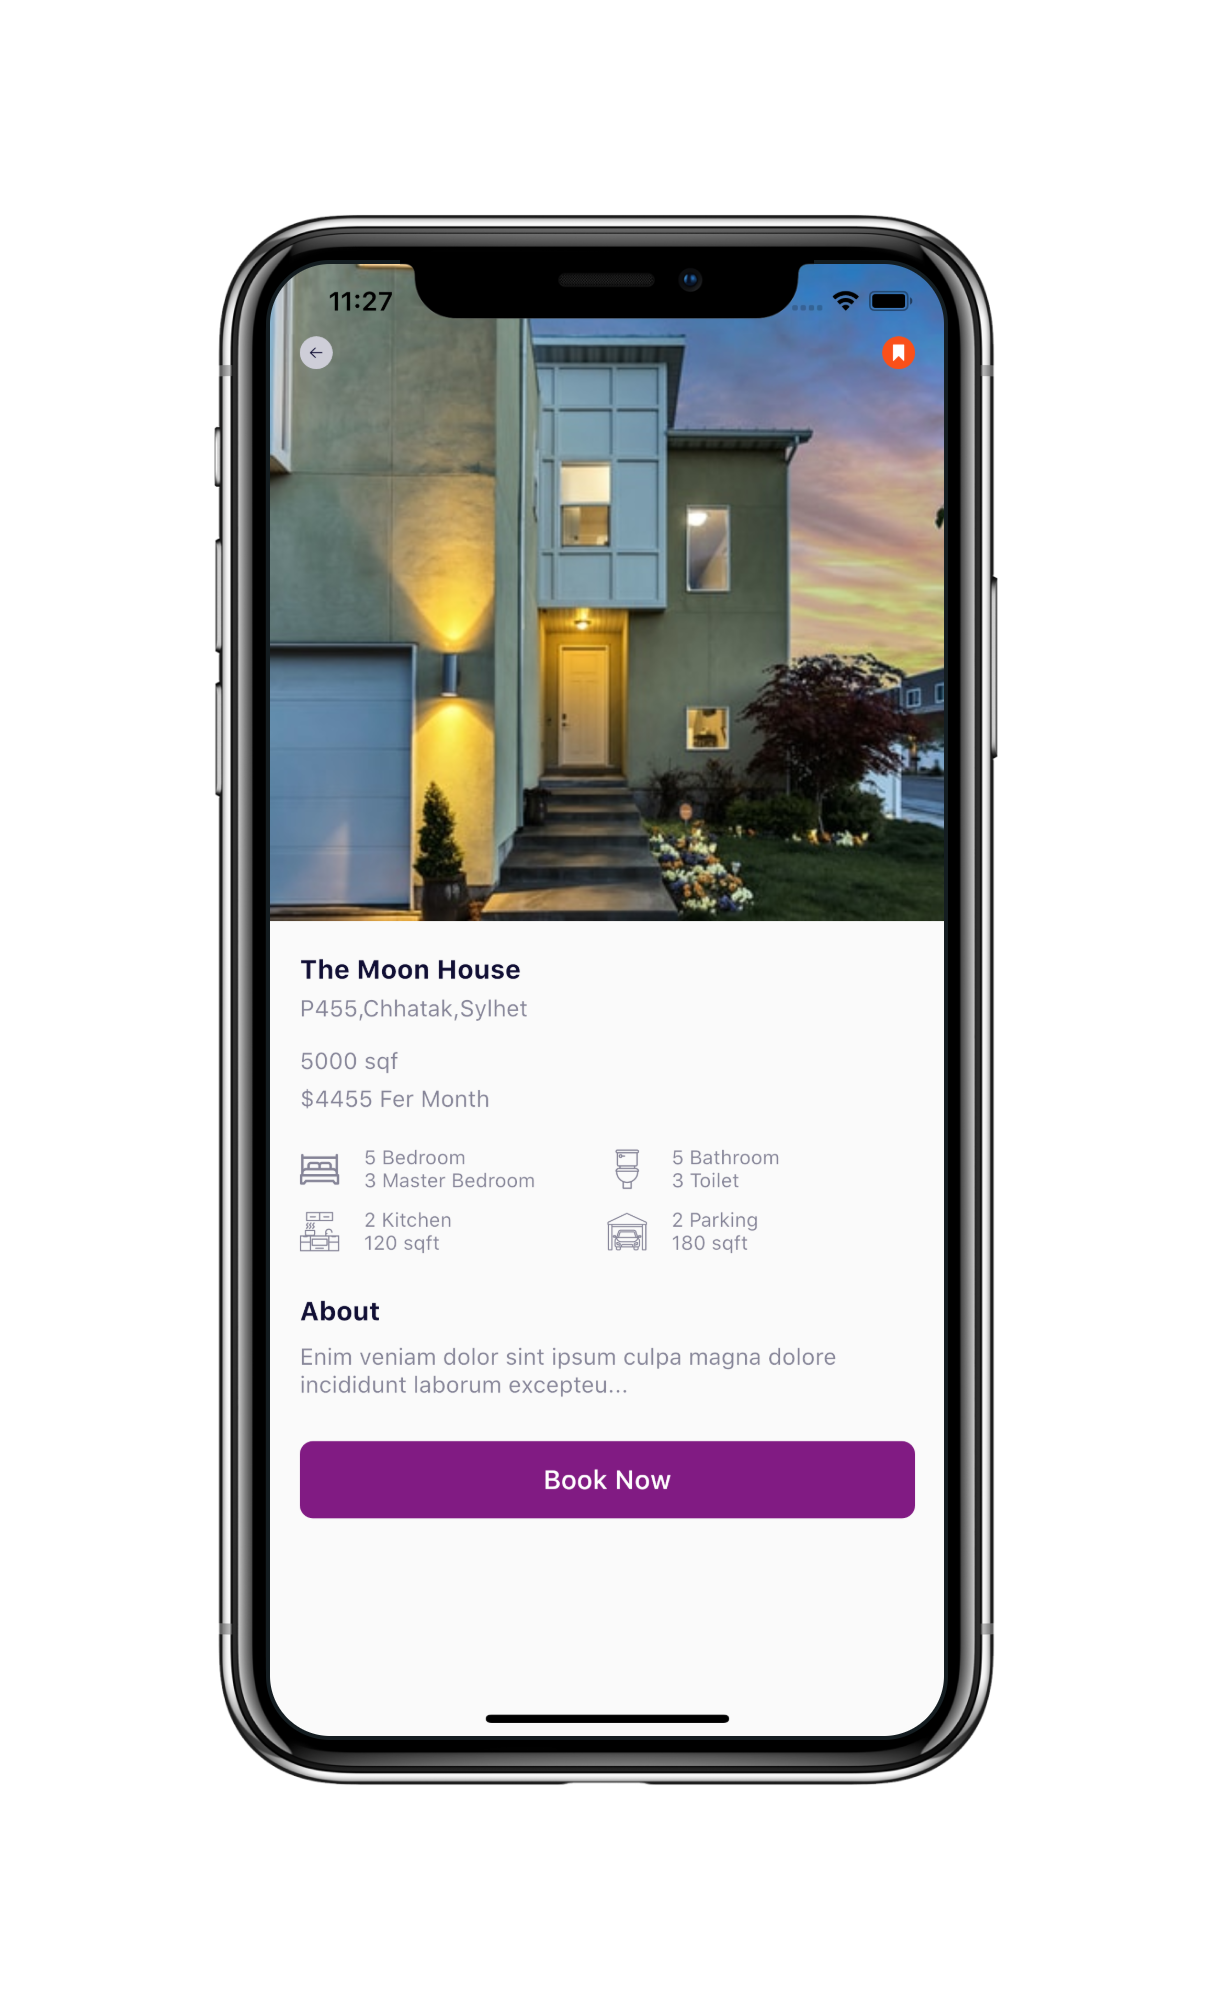 11:27
The Moon House
P455,Chhatak,Sylhet
5000 sqf
$4455 Fer Month
5 Bedroom
3 Master Bedroom
5 Bathroom
3 Toilet
2 Kitchen
120 sqft
2 Parking
180 sqft
About
Enim veniam dolor sint ipsum culpa magna dolore
incididunt laborum excepteu...
Book Now